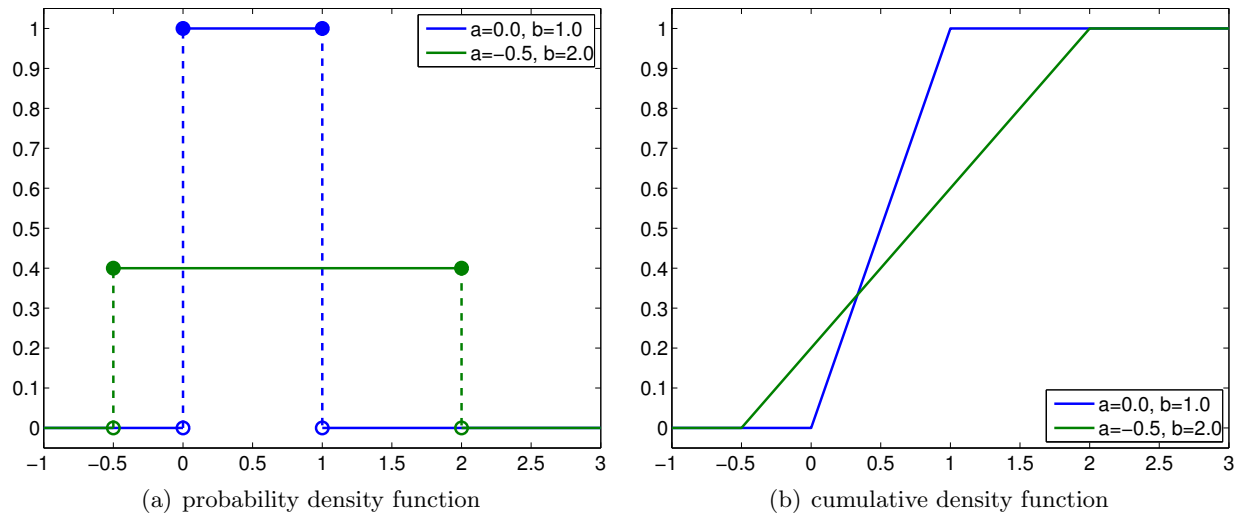 1
0.9
0.8
0.7
0.6
0.5
0.4
0.3
0.2
0.1
0
−1 −0.5 0 0.5 1 1.5 2 2.5 3
a=0.0, b=1.0
a=−0.5, b=2.0
(a) probability density function
1
0.9
0.8
0.7
0.6
0.5
0.4
0.3
0.2
0.1
0
−1 −0.5 0 0.5 1 1.5 2 2.5 3
a=0.0, b=1.0
a=−0.5, b=2.0
(b) cumulative density function